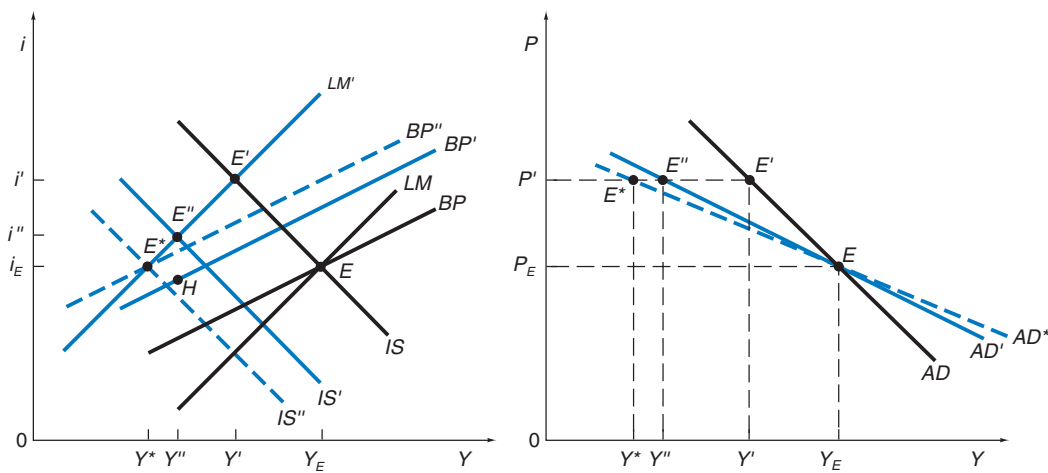 i
LM'
BP''
BP'
E'
i'
LM
BP
E''
i''
E*
i_E
H
E
IS
IS'
IS''
0
Y*
Y''
Y'
Y_E
Y
P
E''
E'
P'
E*
E
P_E
AD*
AD'
AD
0
Y*
Y''
Y'
Y_E
Y